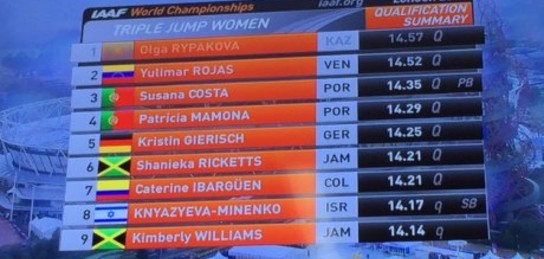 IAAF World Championships
iaaf.org
TRIPLE JUMP WOMEN
QUALIFICATION
SUMMARY
1 Olga RYPAKOVA KAZ 14.57 Q
2 Yulimar ROJAS VEN 14.52 Q
3 Susana COSTA POR 14.35 Q PB
4 Patrícia MAMONA POR 14.29 Q
5 Kristin GIERISCH GER 14.25 Q
6 Shanieka RICKETTS JAM 14.21 Q
7 Caterine IBARGÜEN COL 14.21 Q
8 KNYAZYEVA-MINENKO ISR 14.17 q SB
9 Kimberly WILLIAMS JAM 14.14 q